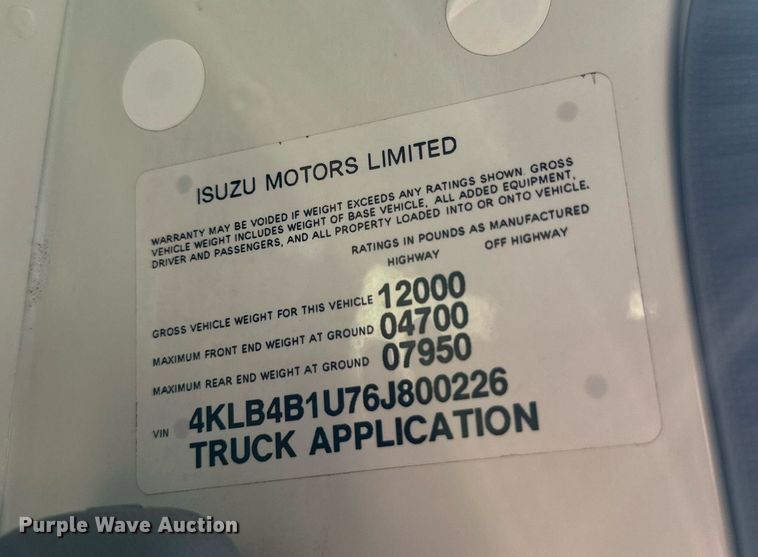 ISUZU MOTORS LIMITED
WARRANTY MAY BE VOIDED IF WEIGHT EXCEEDS ANY RATINGS SHOWN. GROSS
VEHICLE WEIGHT INCLUDES WEIGHT OF BASE VEHICLE, ALL ADDED EQUIPMENT,
DRIVER AND PASSENGERS, AND ALL PROPERTY LOADED INTO OR ONTO VEHICLE.
RATINGS IN POUNDS AS MANUFACTURED
HIGHWAY OFF HIGHWAY
GROSS VEHICLE WEIGHT FOR THIS VEHICLE 12000
MAXIMUM FRONT END WEIGHT AT GROUND 04700
MAXIMUM REAR END WEIGHT AT GROUND 07950
VIN 4KLB4B1U76J800226
TRUCK APPLICATION
Purple Wave Auction